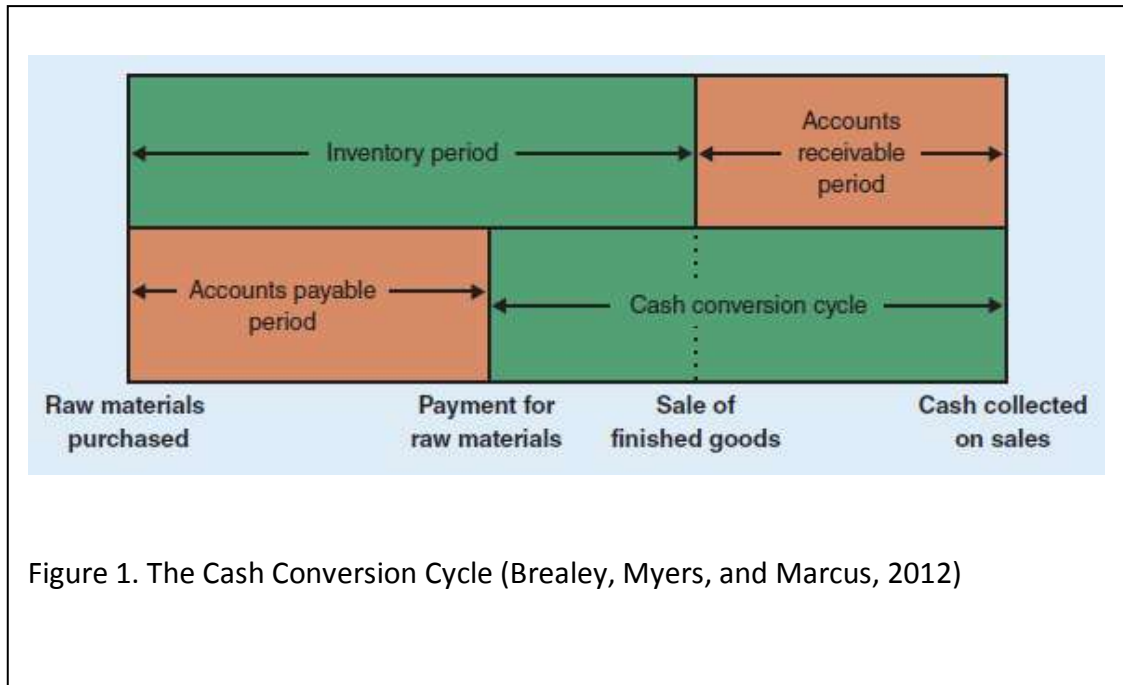 Inventory period
Accounts
receivable
period
Accounts payable
period
Cash conversion cycle
Raw materials
purchased
Payment for
raw materials
Sale of
finished goods
Cash collected
on sales
Figure 1. The Cash Conversion Cycle (Brealey, Myers, and Marcus, 2012)